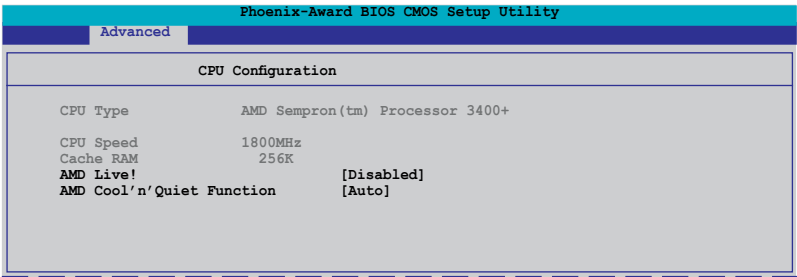 Phoenix-Award BIOS CMOS Setup Utility
Advanced
CPU Configuration
CPU Type AMD Sempron(tm) Processor 3400+
CPU Speed 1800MHz
Cache RAM 256K
AMD Live! [Disabled]
AMD Cool’n’Quiet Function [Auto]